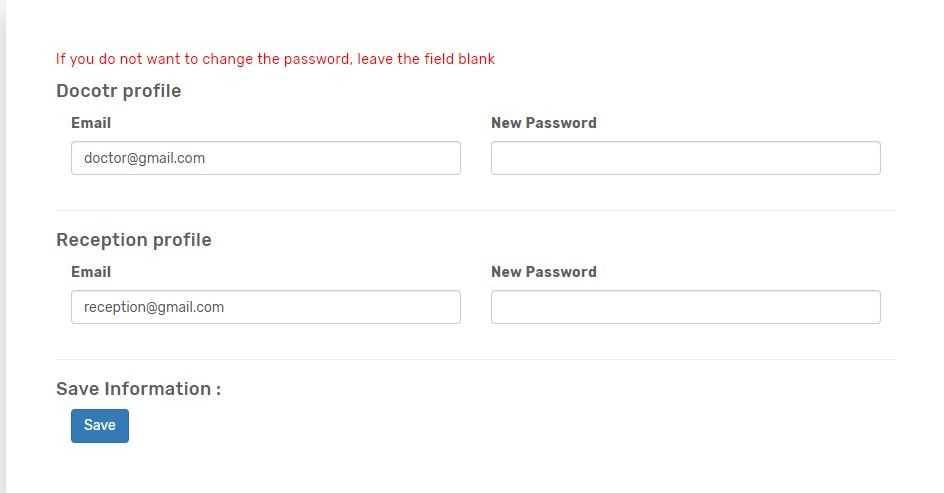 If you do not want to change the password, leave the field blank
Docotr profile
Email
New Password
doctor@gmail.com
Reception profile
Email
New Password
reception@gmail.com
Save Information :
Save